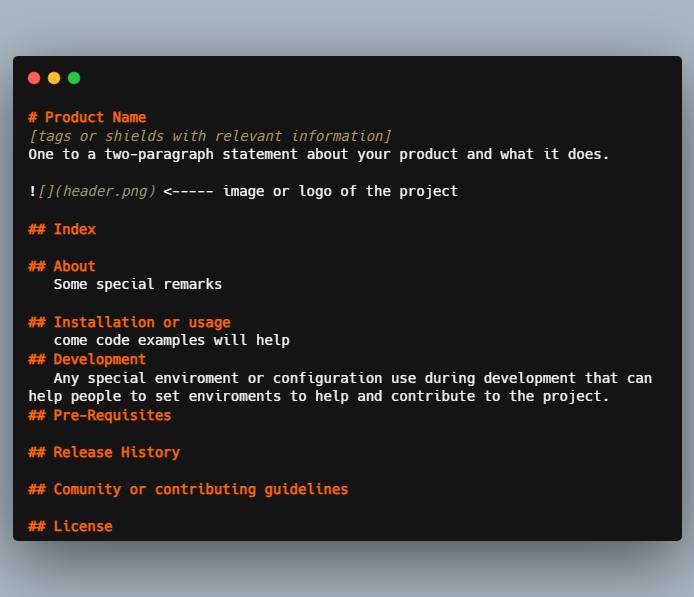 # Product Name
[tags or shields with relevant information]
One to a two-paragraph statement about your product and what it does.
![](header.png) <----- image or logo of the project
## Index
## About
Some special remarks
## Installation or usage
come code examples will help
## Development
Any special enviroment or configuration use during development that can
help people to set enviroments to help and contribute to the project.
## Pre-Requisites
## Release History
## Comunity or contributing guidelines
## License